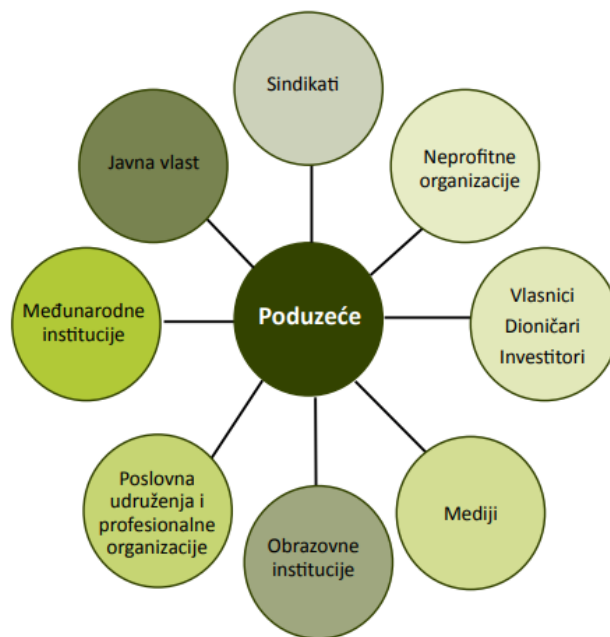 Sindikati
Javna vlast
Neprofitne
organizacije
Međunarodne
institucije
Poduzeće
Vlasnici
Dioničari
Investitori
Poslovna
udruženja i
profesionalne
organizacije
Obrazovne
institucije
Mediji